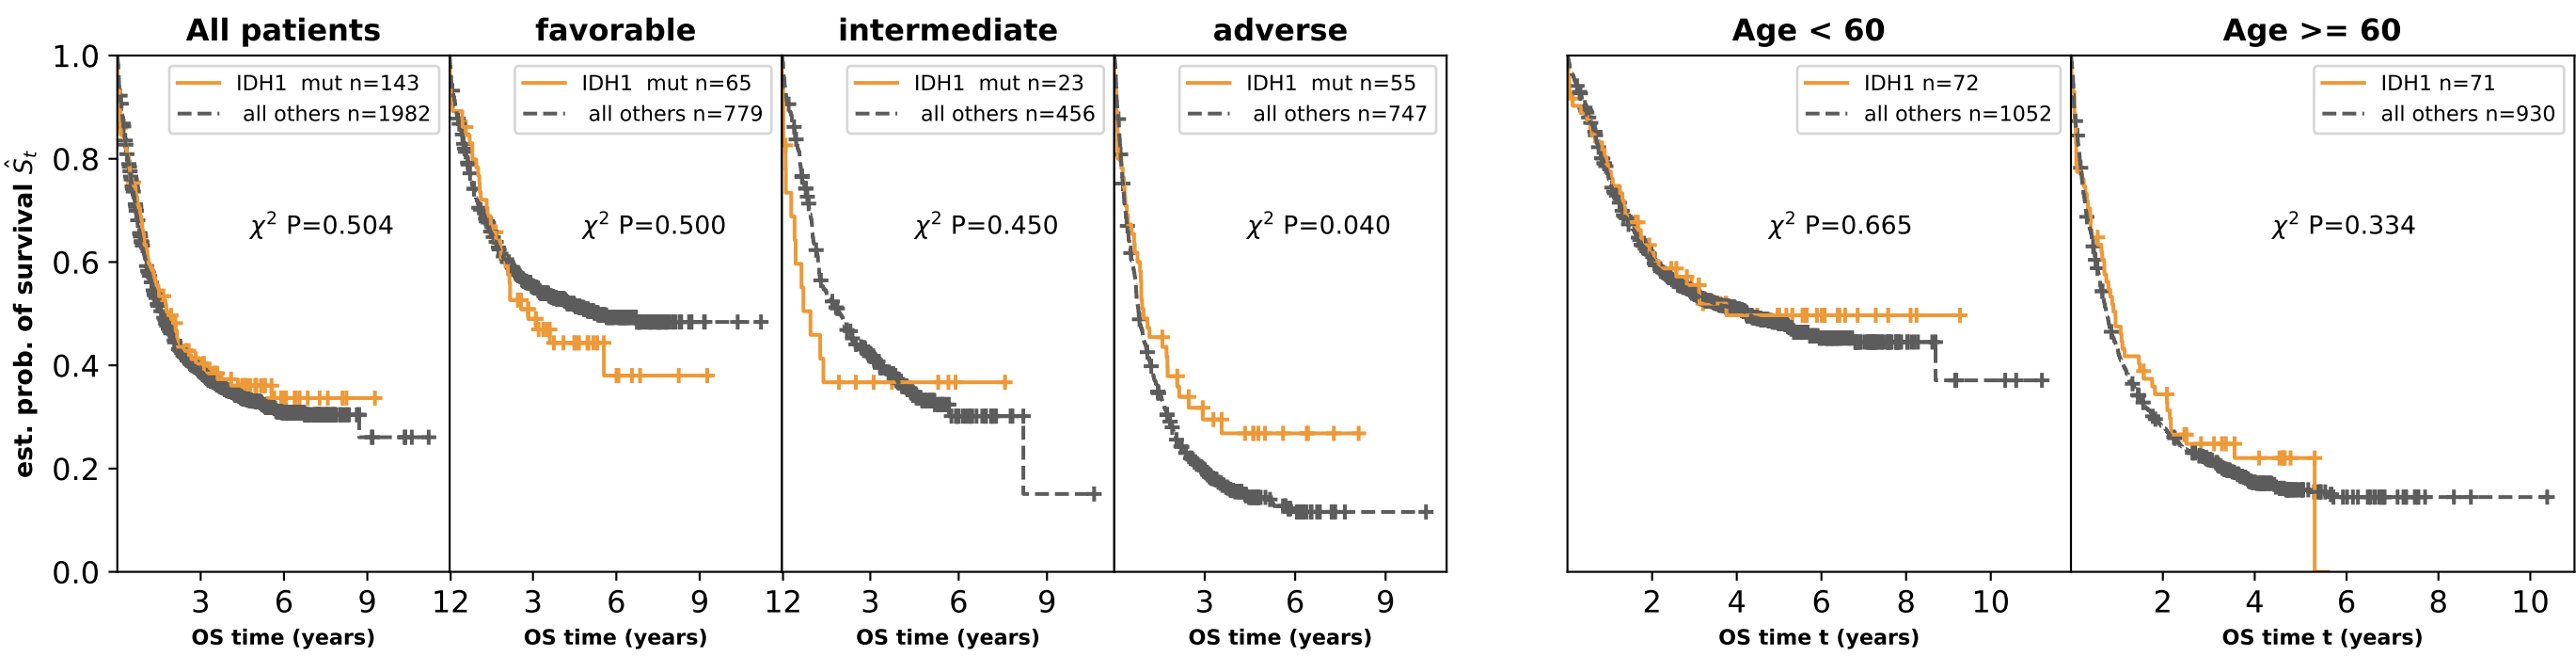 All patients
favorable
intermediate
adverse
Age < 60
Age >= 60
est. prob. of survival Ŝt
1.0
0.8
0.6
0.4
0.2
0.0
IDH1  mut n=143
all others n=1982
χ² P=0.504
IDH1  mut n=65
all others n=779
χ² P=0.500
IDH1  mut n=23
all others n=456
χ² P=0.450
IDH1  mut n=55
all others n=747
χ² P=0.040
IDH1 n=72
all others n=1052
χ² P=0.665
IDH1 n=71
all others n=930
χ² P=0.334
3 6 9 12
3 6 9 12
3 6 9
3 6 9
2 4 6 8 10
2 4 6 8 10
OS time (years)
OS time (years)
OS time (years)
OS time (years)
OS time t (years)
OS time t (years)